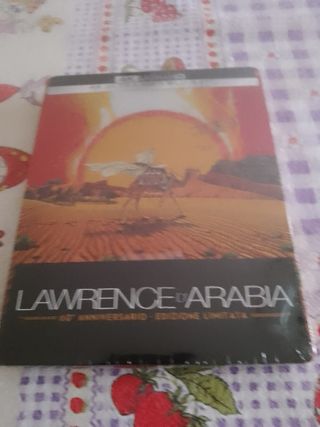 LAWRENCE D'ARABIA
60° ANNIVERSARIO - EDIZIONE LIMITATA